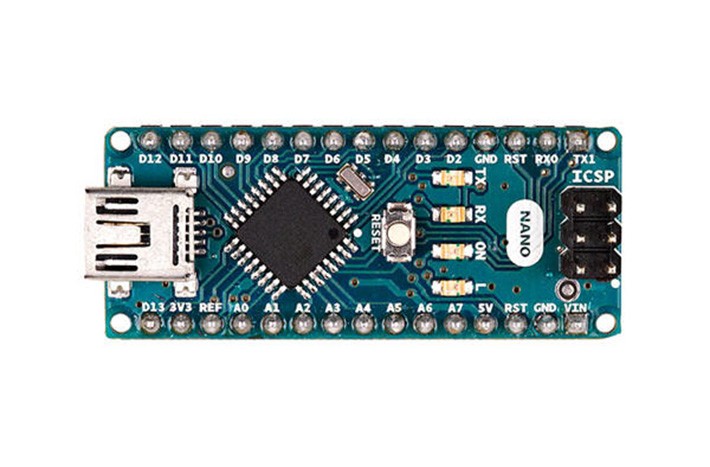 D12 D11 D10 D9 D8 D7 D6 D5 D4 D3 D2 GND RST RX0 TX1
ICSP
TX
RX
RESET
NANO
ON
L
D13 3V3 REF A0 A1 A2 A3 A4 A5 A6 A7 5V RST GND VIN